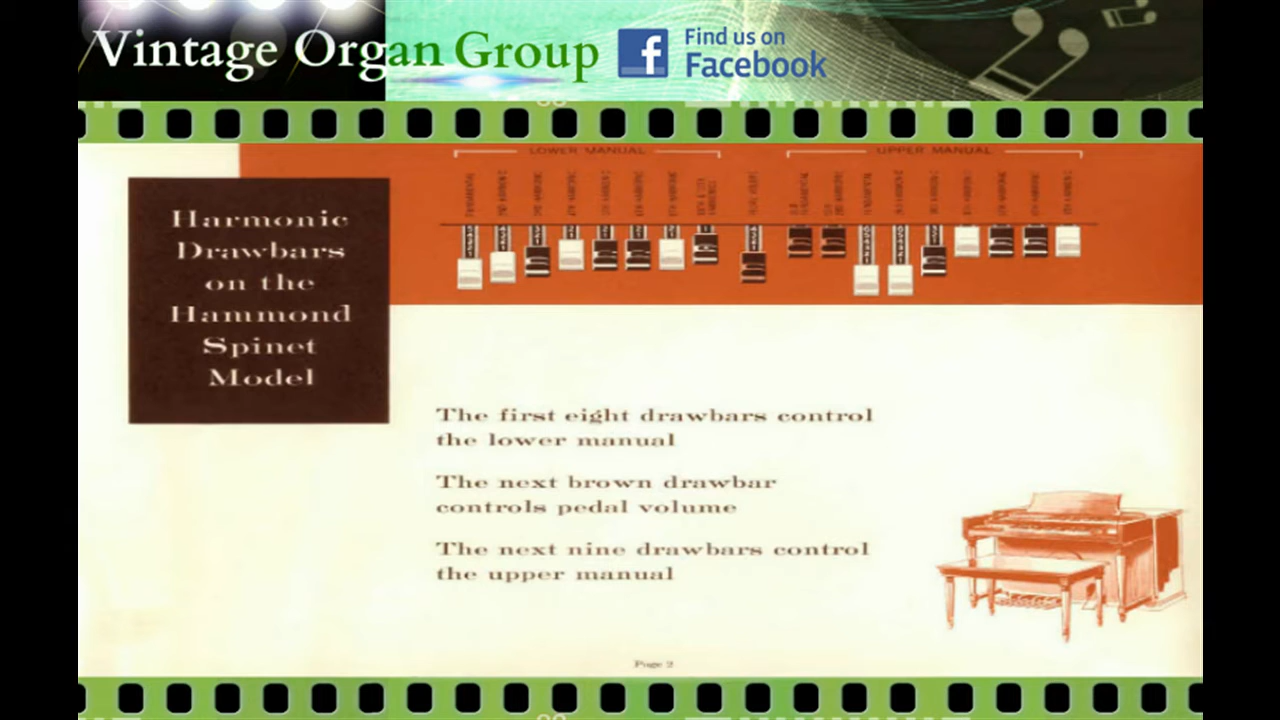 Vintage Organ Group
Find us on
Facebook
LOWER MANUAL
UPPER MANUAL
Harmonic
Drawbars
on the
Hammond
Spinet
Model
The first eight drawbars control
the lower manual
The next brown drawbar
controls pedal volume
The next nine drawbars control
the upper manual
Page 2